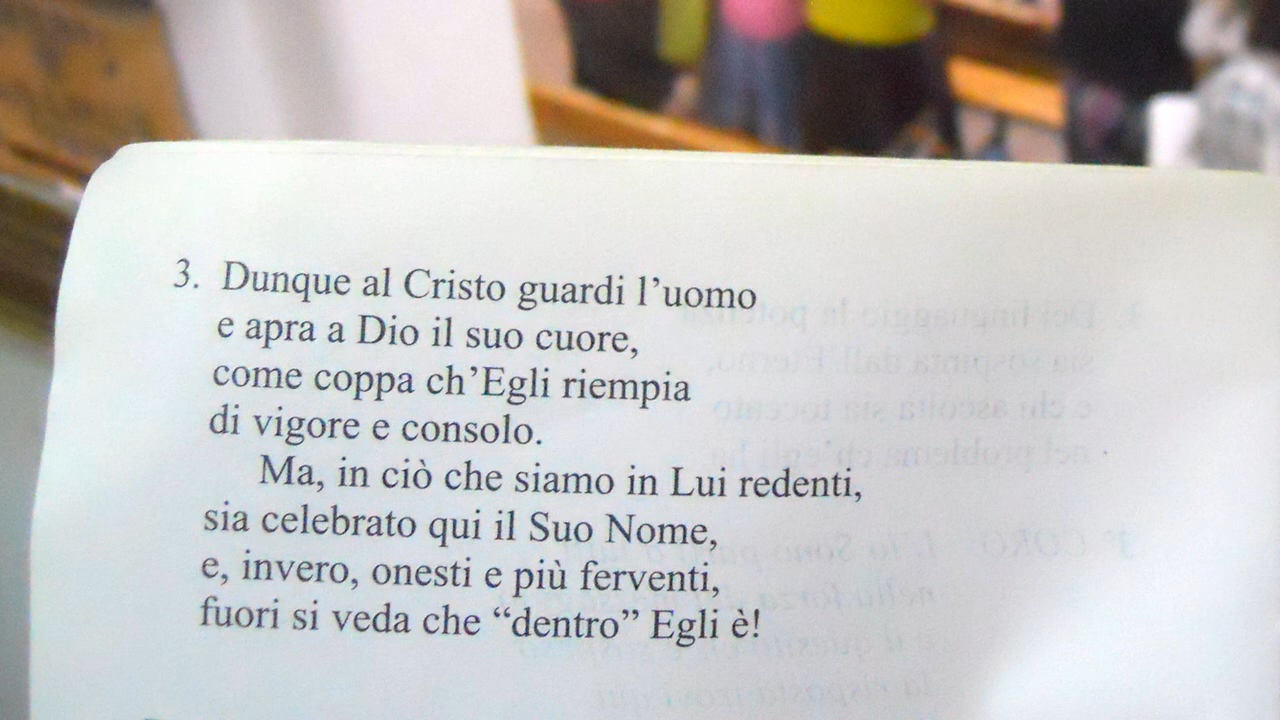 3. Dunque al Cristo guardi l'uomo
e apra a Dio il suo cuore,
come coppa ch'Egli riempia
di vigore e consolo.
Ma, in ciò che siamo in Lui redenti,
sia celebrato qui il Suo Nome,
e, invero, onesti e più ferventi,
fuori si veda che “dentro” Egli è!